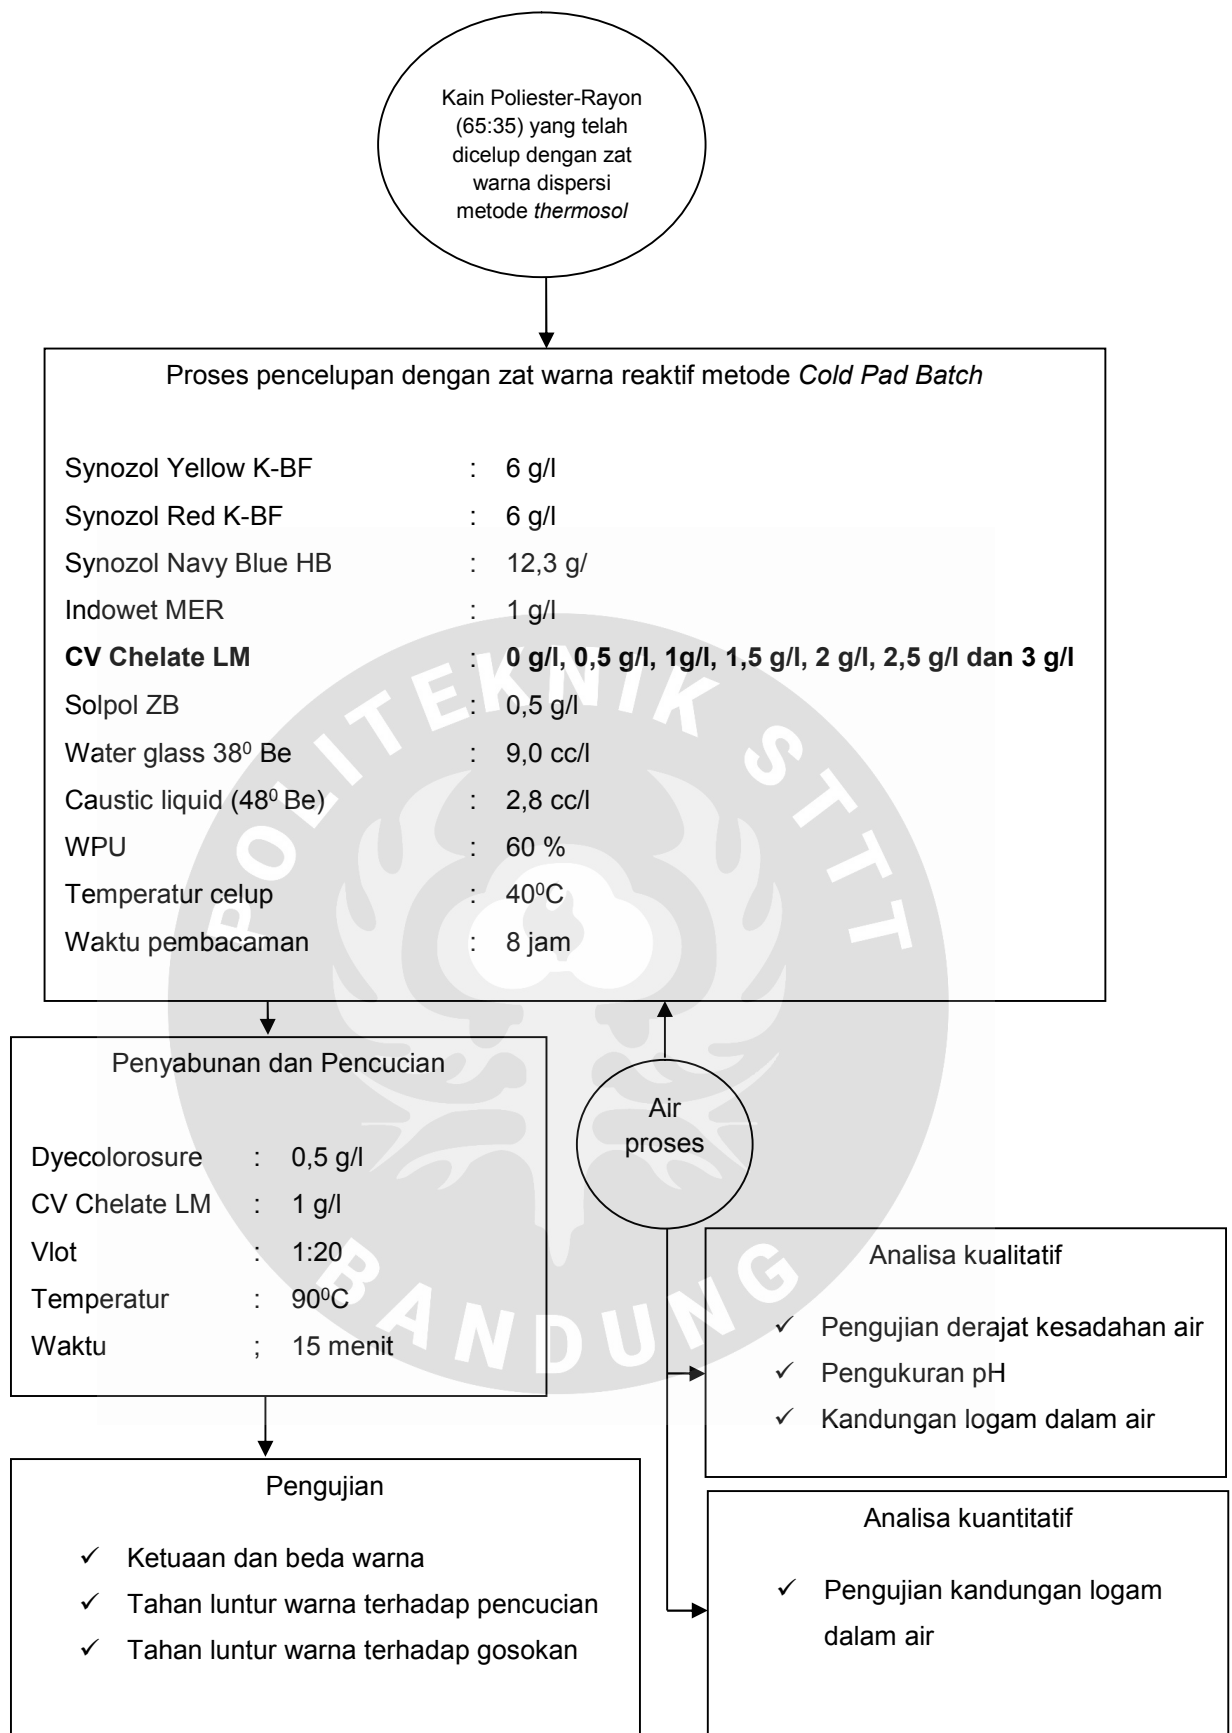 Kain Poliester-Rayon
(65:35) yang telah
dicelup dengan zat
warna dispersi
metode thermosol
Proses pencelupan dengan zat warna reaktif metode Cold Pad Batch
Synozol Yellow K-BF : 6 g/l
Synozol Red K-BF : 6 g/l
Synozol Navy Blue HB : 12,3 g/
Indowet MER : 1 g/l
CV Chelate LM : 0 g/l, 0,5 g/l, 1g/l, 1,5 g/l, 2 g/l, 2,5 g/l dan 3 g/l
Solpol ZB : 0,5 g/l
Water glass 38⁰ Be : 9,0 cc/l
Caustic liquid (48⁰ Be) : 2,8 cc/l
WPU : 60 %
Temperatur celup : 40⁰C
Waktu pembacaman : 8 jam
Penyabunan dan Pencucian
Dyecolorosure : 0,5 g/l
CV Chelate LM : 1 g/l
Vlot : 1:20
Temperatur : 90⁰C
Waktu ; 15 menit
Air
proses
Analisa kualitatif
✓ Pengujian derajat kesadahan air
✓ Pengukuran pH
✓ Kandungan logam dalam air
Pengujian
✓ Ketuaan dan beda warna
✓ Tahan luntur warna terhadap pencucian
✓ Tahan luntur warna terhadap gosokan
Analisa kuantitatif
✓ Pengujian kandungan logam
dalam air
POLITEKNIK STTT
BANDUNG